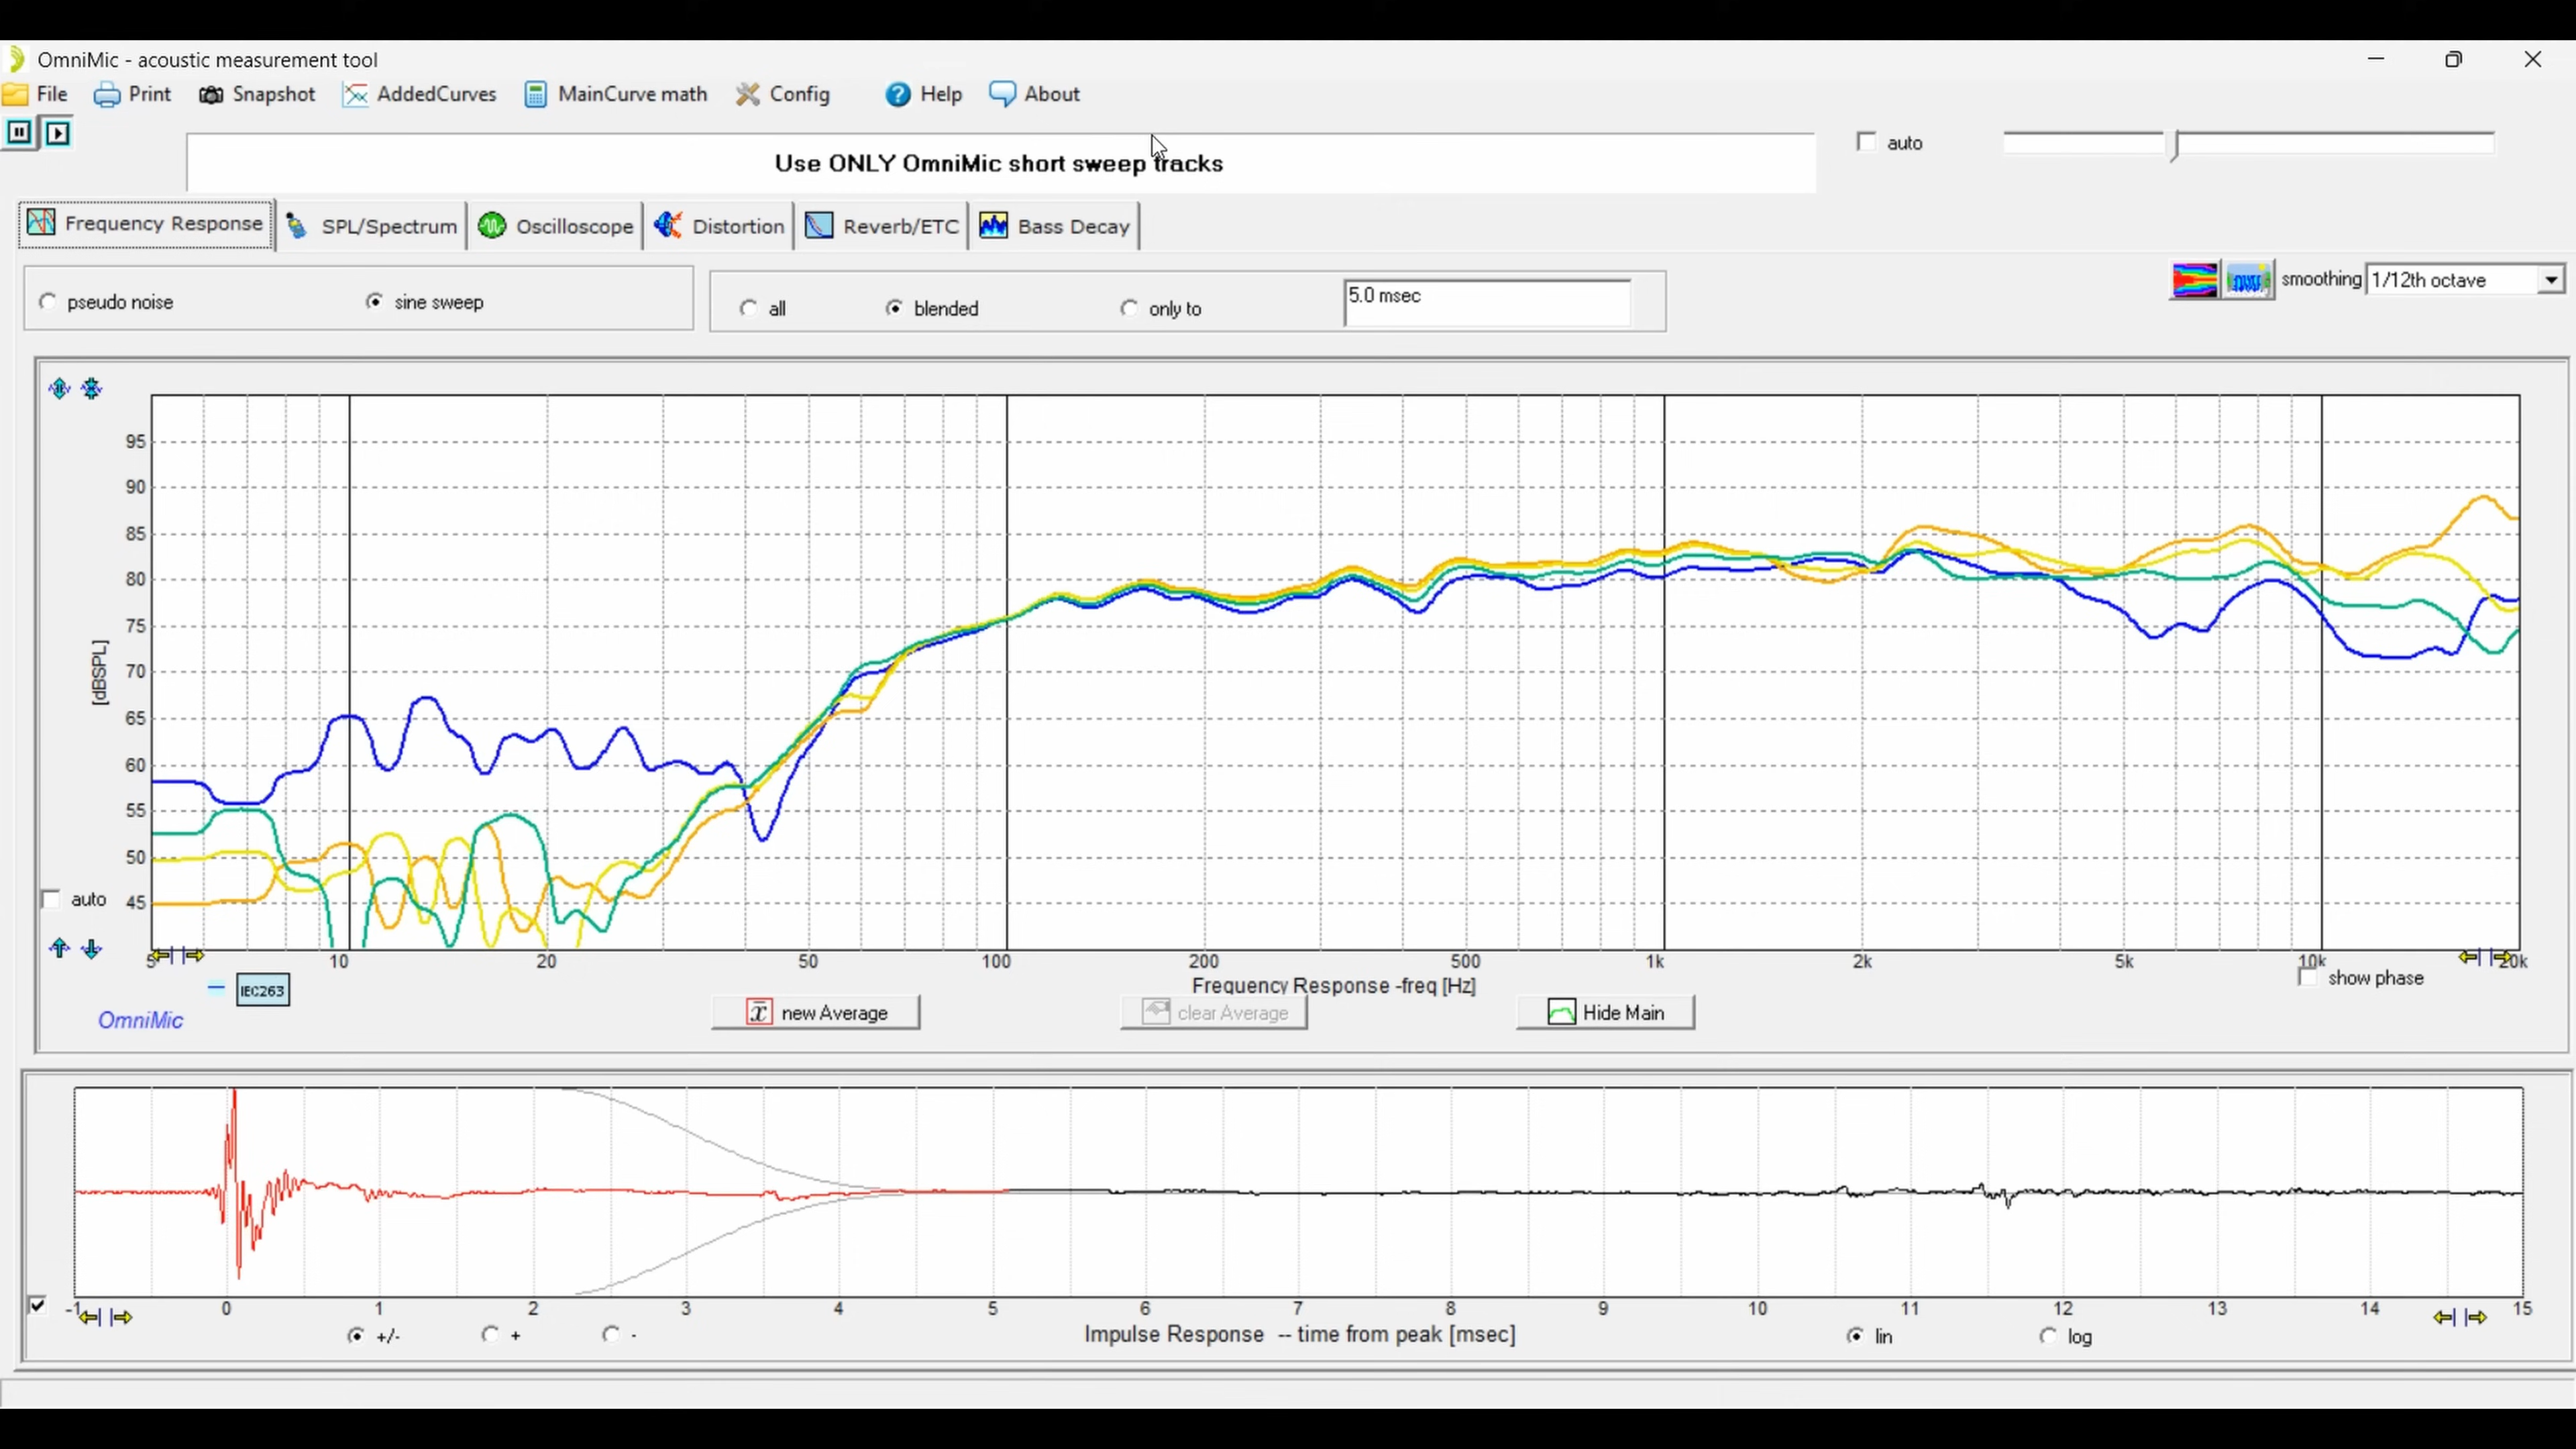 OmniMic - acoustic measurement tool
File Print Snapshot AddedCurves MainCurve math Config Help About
Use ONLY OmniMic short sweep tracks
auto
Frequency Response SPL/Spectrum Oscilloscope Distortion Reverb/ETC Bass Decay
pseudo noise sine sweep all blended only to 5.0 msec
smoothing 1/12th octave
95
90
85
80
75
70
65
60
55
50
45
[dBSPL]
auto
5 10 20 50 100 200 500 1k 2k 5k 10k 20k
Frequency Response -freq [Hz]
show phase
IEC263
OmniMic
new Average clear Average Hide Main
-1 0 1 2 3 4 5 6 7 8 9 10 11 12 13 14 15
+/- + - Impulse Response -- time from peak [msec] lin log